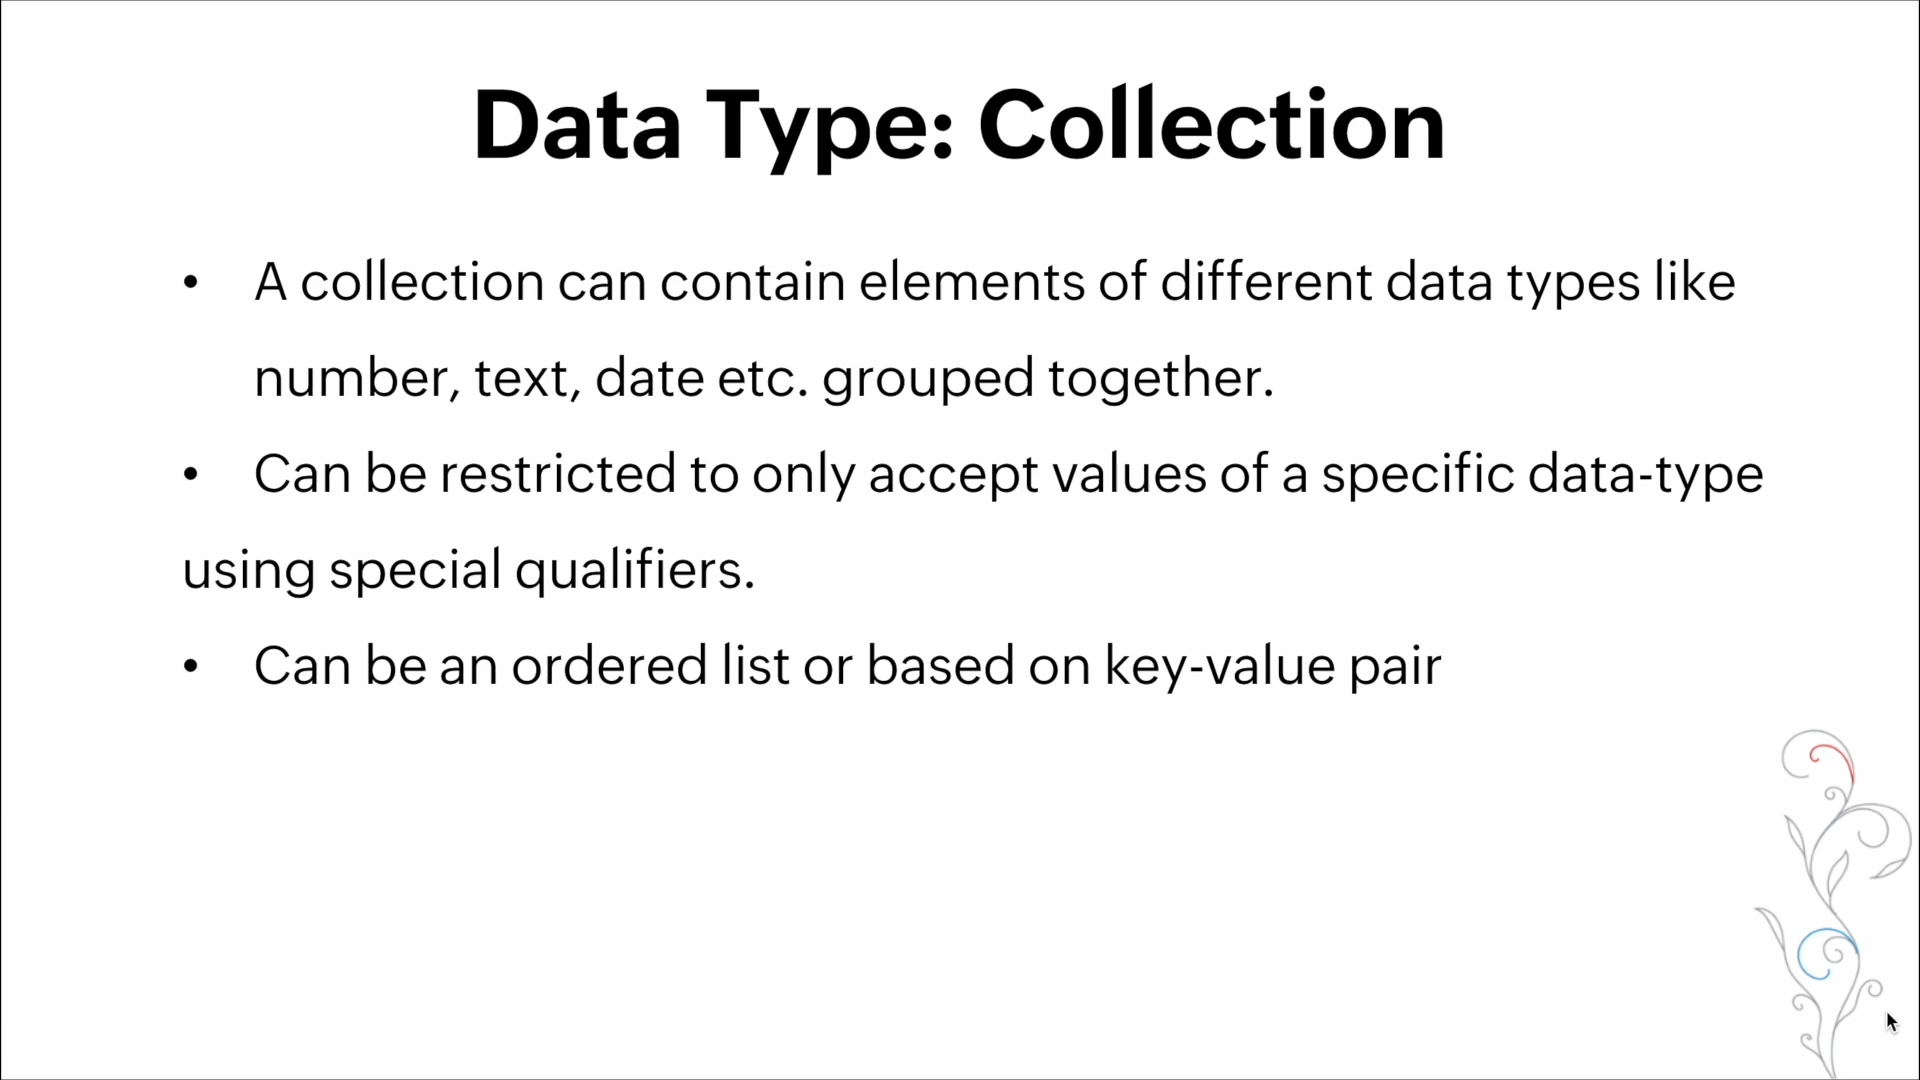 Data Type: Collection
• A collection can contain elements of different data types like
number, text, date etc. grouped together.
• Can be restricted to only accept values of a specific data-type
using special qualifiers.
• Can be an ordered list or based on key-value pair